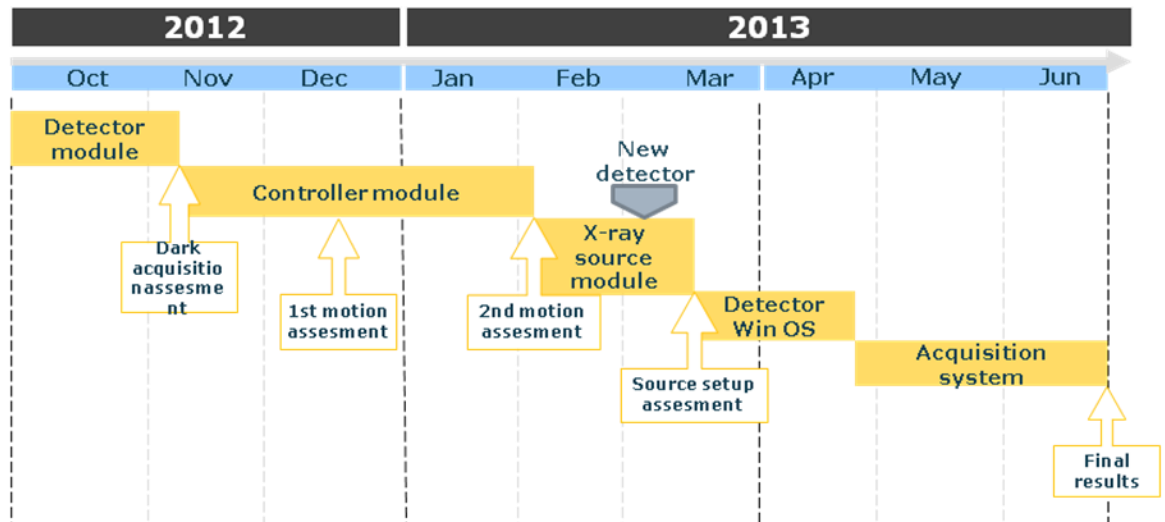 2012
2013
Oct
Nov
Dec
Jan
Feb
Mar
Apr
May
Jun
Detector
module
New
detector
Controller module
X-ray
source
module
Dark
acquisitio
nassesme
nt
1st motion
assesment
2nd motion
assesment
Detector
Win OS
Acquisition
system
Source setup
assesment
Final
results